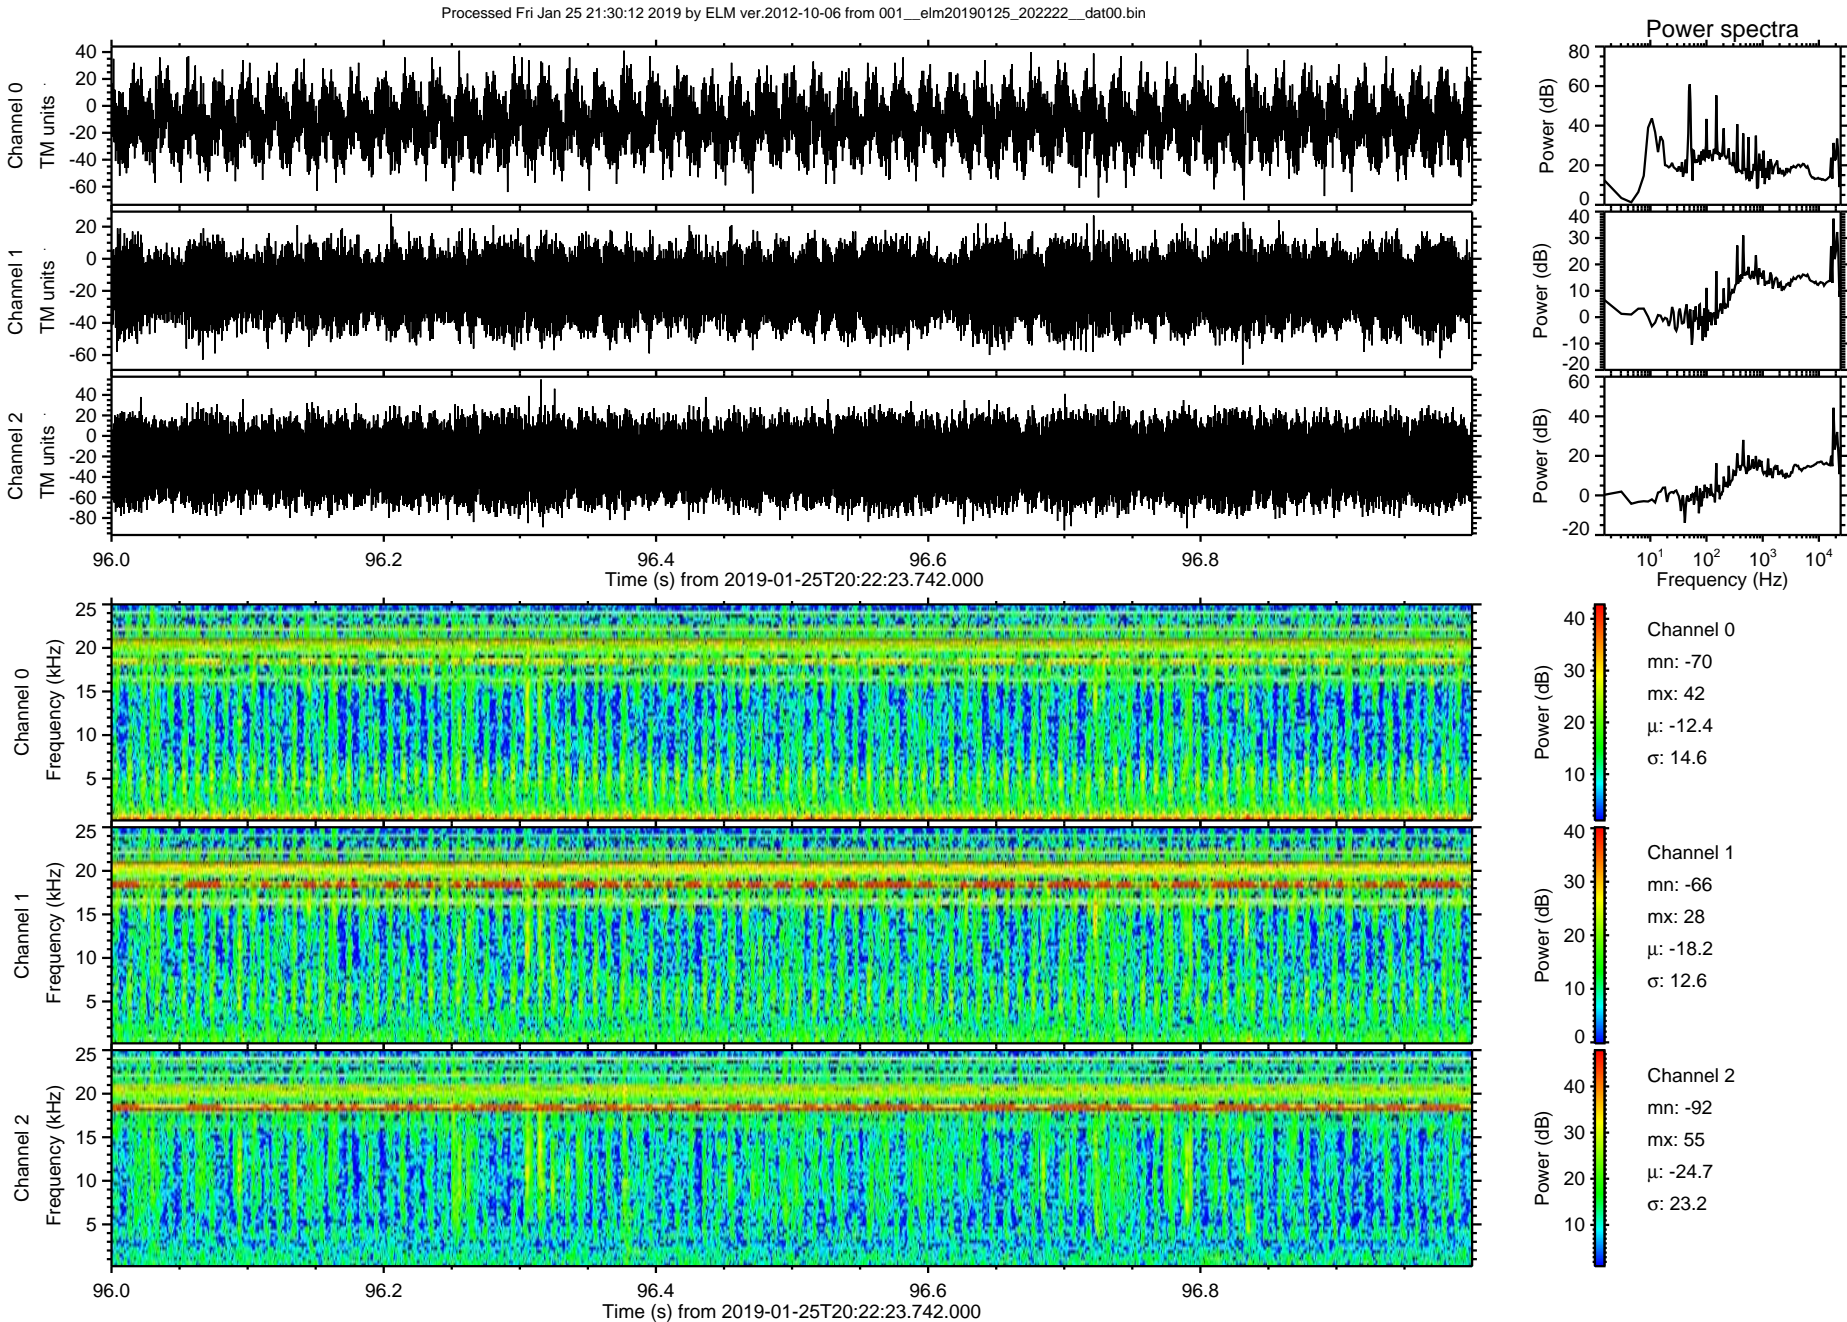 Processed Fri Jan 25 21:30:12 2019 by ELM ver.2012-10-06 from 001__elm20190125_202222__dat00.bin
Power spectra
Channel 0
TM units
40
20
0
-20
-40
-60
Power (dB)
80
60
40
20
0
Channel 1
TM units
20
0
-20
-40
-60
Power (dB)
40
30
20
10
0
-10
-20
Channel 2
TM units
40
20
0
-20
-40
-60
-80
Power (dB)
60
40
20
0
-20
96.0 96.2 96.4 96.6 96.8
Time (s) from 2019-01-25T20:22:23.742.000
10¹ 10² 10³ 10⁴
Frequency (Hz)
Channel 0
Frequency (kHz)
25
20
15
10
5
Power (dB)
40
30
20
10
Channel 0
mn: -70
mx: 42
μ: -12.4
σ: 14.6
Channel 1
Frequency (kHz)
25
20
15
10
5
Power (dB)
40
30
20
10
0
Channel 1
mn: -66
mx: 28
μ: -18.2
σ: 12.6
Channel 2
Frequency (kHz)
25
20
15
10
5
Power (dB)
40
30
20
10
Channel 2
mn: -92
mx: 55
μ: -24.7
σ: 23.2
96.0 96.2 96.4 96.6 96.8
Time (s) from 2019-01-25T20:22:23.742.000